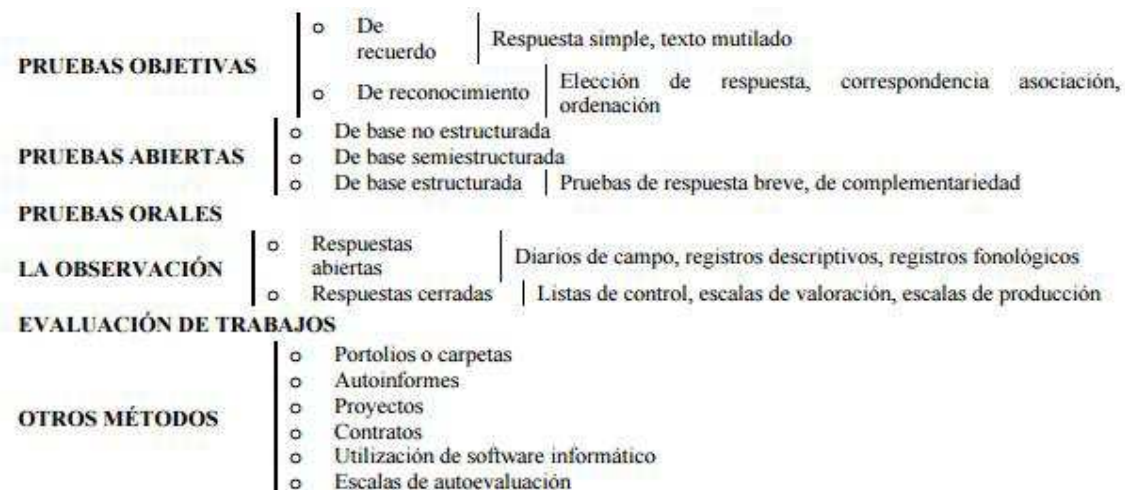 PRUEBAS OBJETIVAS
o De
recuerdo
Respuesta simple, texto mutilado
o De reconocimiento
Elección de respuesta, correspondencia asociación,
ordenación
PRUEBAS ABIERTAS
o De base no estructurada
o De base semiestructurada
o De base estructurada Pruebas de respuesta breve, de complementariedad
PRUEBAS ORALES
LA OBSERVACIÓN
o Respuestas
abiertas
Diarios de campo, registros descriptivos, registros fonológicos
o Respuestas cerradas Listas de control, escalas de valoración, escalas de producción
EVALUACIÓN DE TRABAJOS
OTROS MÉTODOS
o Portolios o carpetas
o Autoinformes
o Proyectos
o Contratos
o Utilización de software informático
o Escalas de autoevaluación